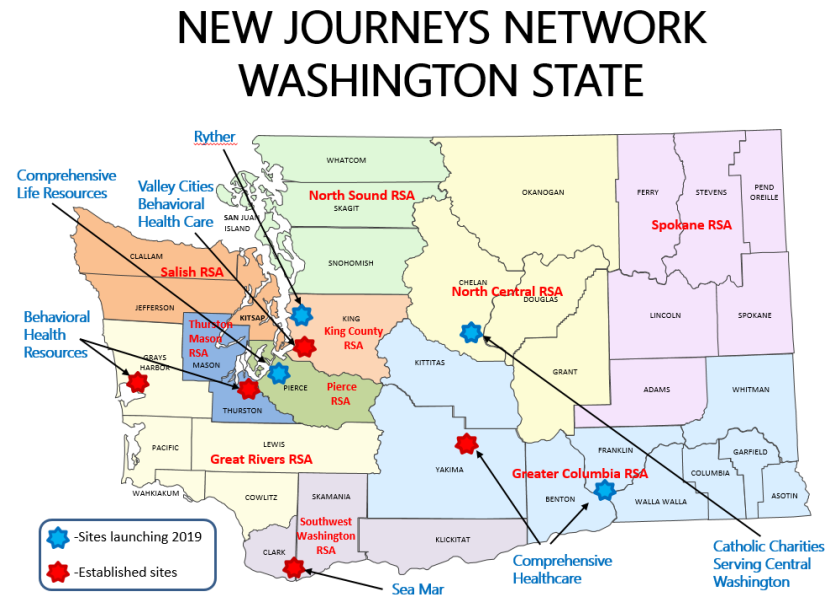 NEW JOURNEYS NETWORK
WASHINGTON STATE
Ryther
Comprehensive
Life Resources
Valley Cities
Behavioral
Health Care
Behavioral
Health
Resources
WHATCOM
North Sound RSA
SKAGIT
SAN JUAN
ISLAND
SNOHOMISH
OKANOGAN
FERRY
STEVENS
PEND
OREILLE
Spokane RSA
CLALLAM
Salish RSA
JEFFERSON
KITSAP
CHELAN
North Central RSA
DOUGLAS
KING
King County
RSA
Thurston
Mason
RSA
MASON
LINCOLN
SPOKANE
GRAYS
HARBOR
KITTITAS
GRANT
PIERCE
Pierce
RSA
THURSTON
ADAMS
WHITMAN
PACIFIC
LEWIS
Great Rivers RSA
YAKIMA
Greater Columbia RSA
FRANKLIN
GARFIELD
COLUMBIA
BENTON
WALLA WALLA
ASOTIN
WAHKIAKUM
COWLITZ
SKAMANIA
Southwest
Washington
RSA
CLARK
KLICKITAT
-Sites launching 2019
-Established sites
Sea Mar
Comprehensive
Healthcare
Catholic Charities
Serving Central
Washington